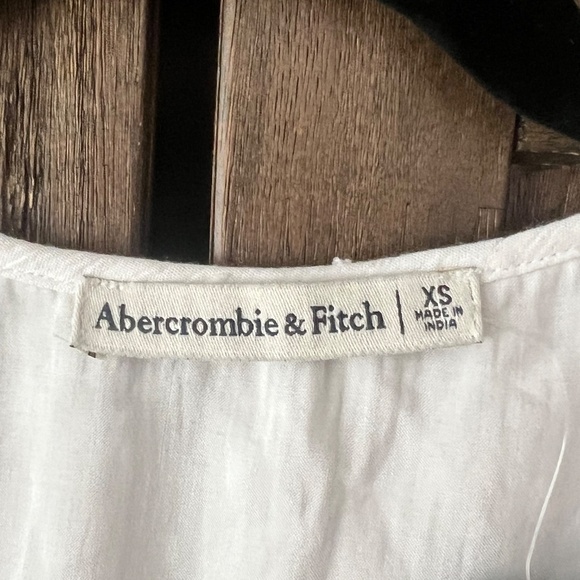 Abercrombie & Fitch | XS
MADE IN
INDIA